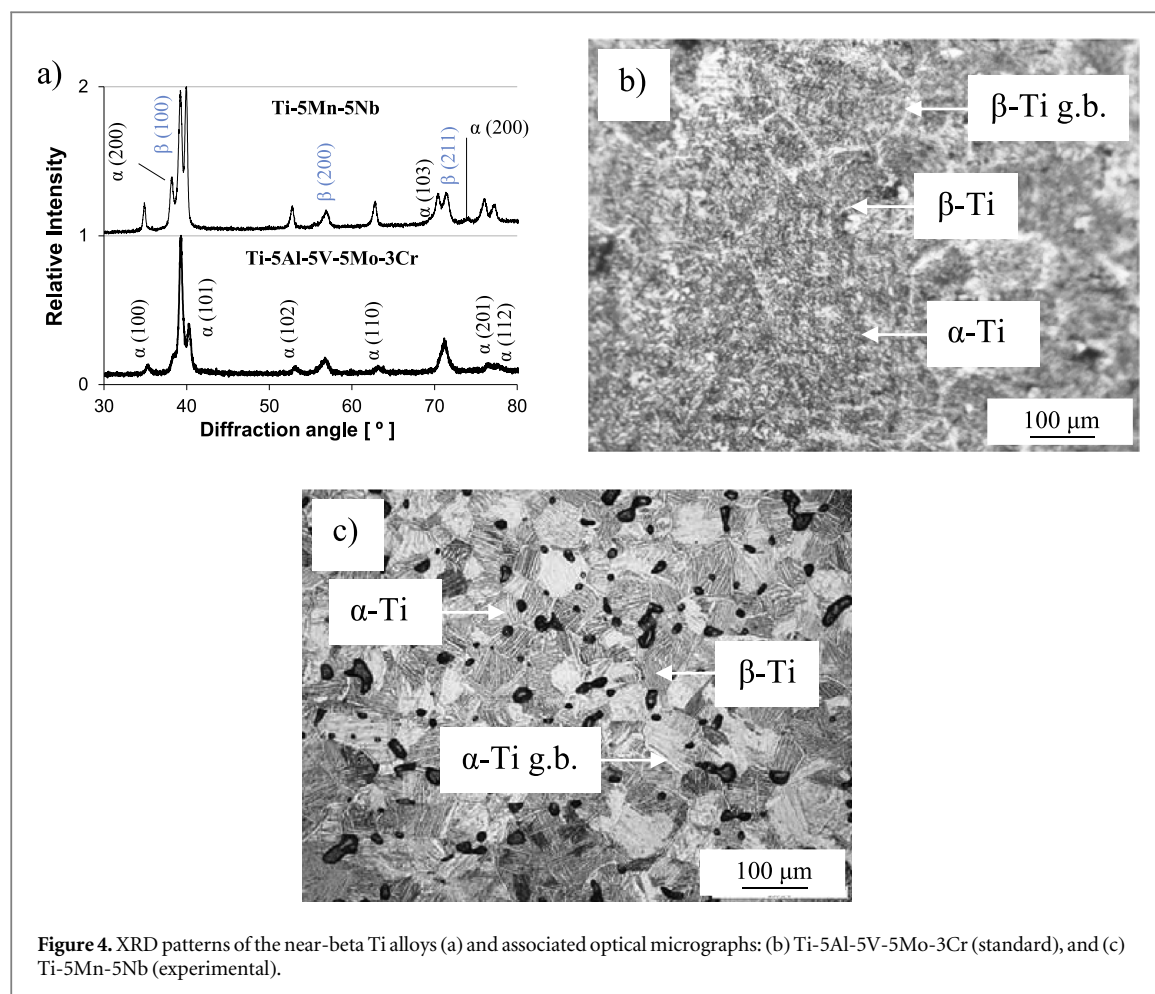 a)
2
Ti-5Mn-5Nb
α (200)
β (100)
β (200)
α (103)
β (211)
α (200)
1
Ti-5Al-5V-5Mo-3Cr
α (100)
α (101)
α (102)
α (110)
α (201)
α (112)
0
Relative Intensity
30 40 50 60 70 80
Diffraction angle [ º ]
b)
β-Ti g.b.
β-Ti
α-Ti
100 μm
c)
α-Ti
β-Ti
α-Ti g.b.
100 μm
Figure 4. XRD patterns of the near-beta Ti alloys (a) and associated optical micrographs: (b) Ti-5Al-5V-5Mo-3Cr (standard), and (c)
Ti-5Mn-5Nb (experimental).